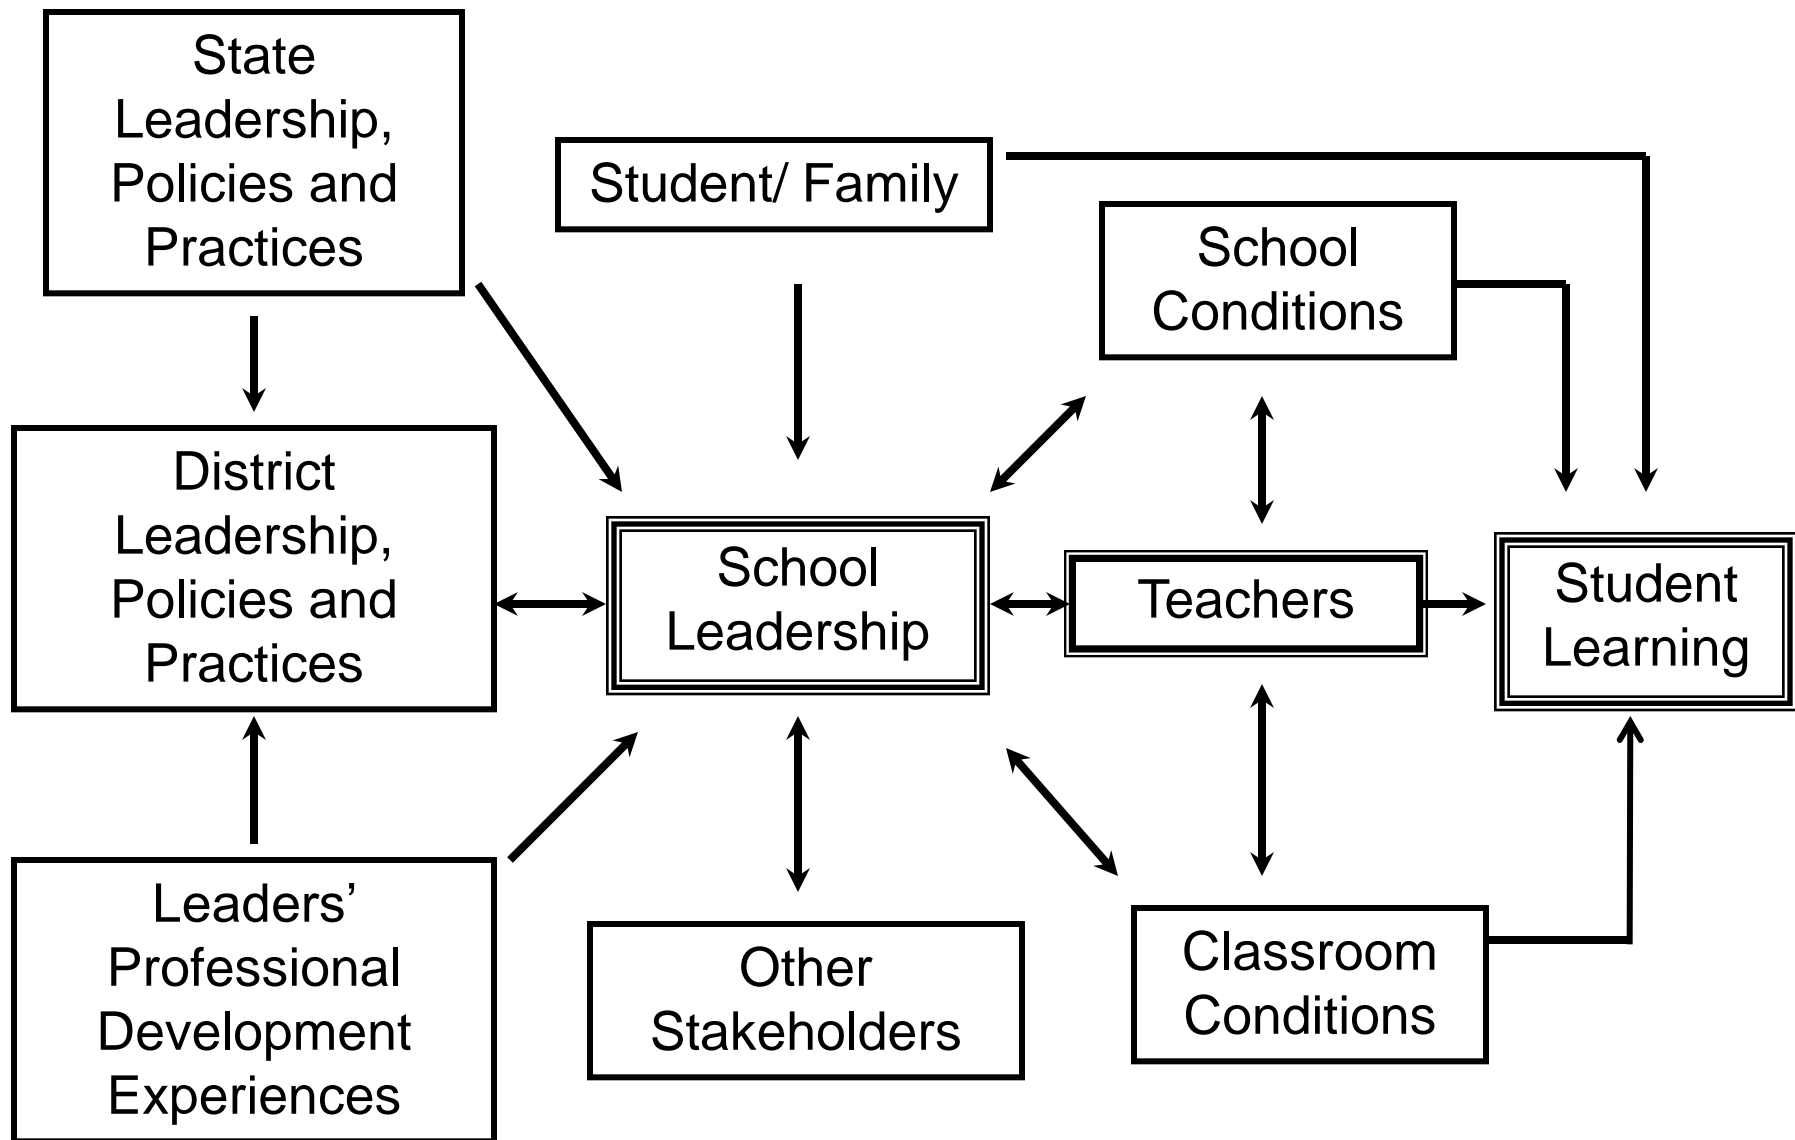 State
Leadership,
Policies and
Practices
Student/ Family
School
Conditions
District
Leadership,
Policies and
Practices
School
Leadership
Teachers
Student
Learning
Leaders’
Professional
Development
Experiences
Other
Stakeholders
Classroom
Conditions